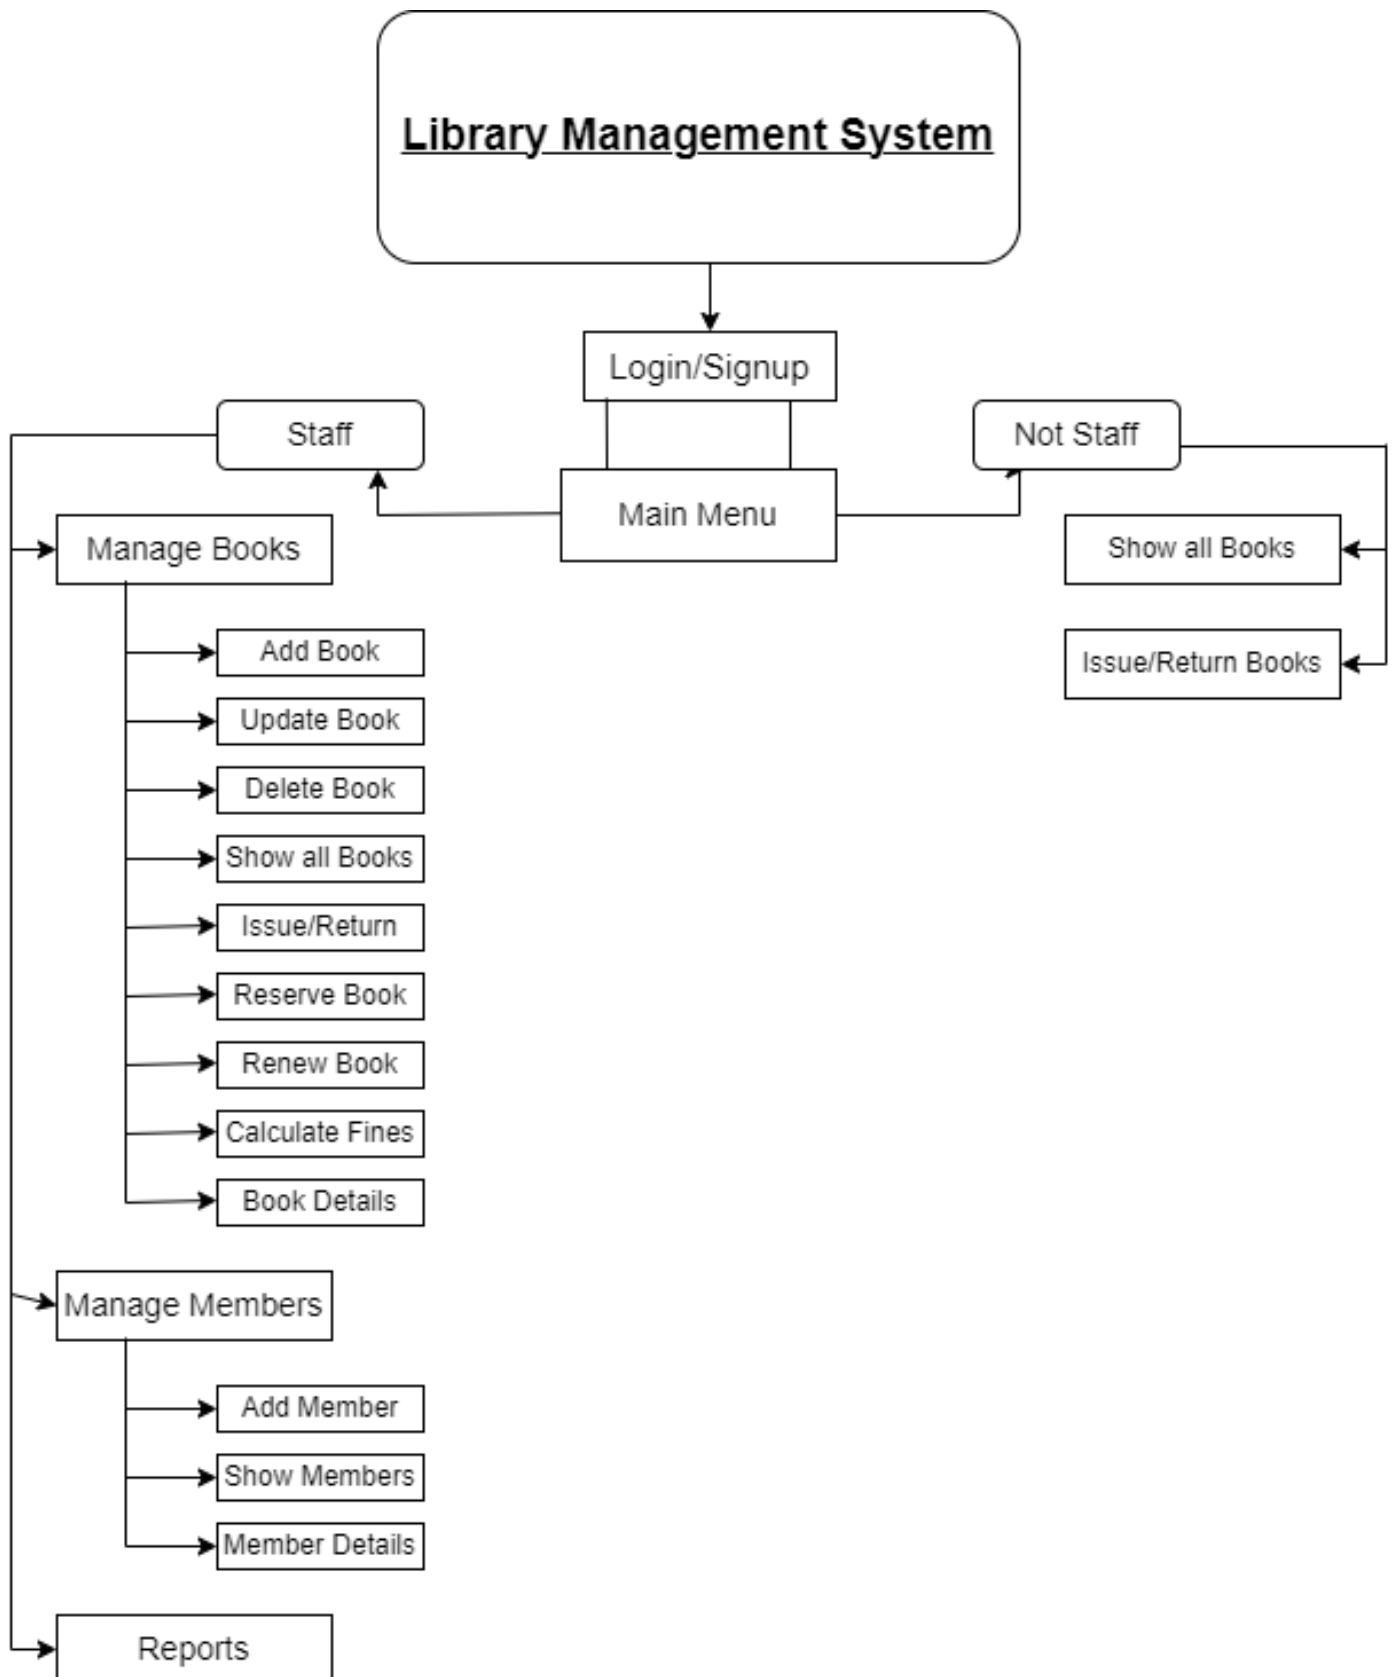 Library Management System
Login/Signup
Staff
Not Staff
Main Menu
Manage Books
Show all Books
Add Book
Issue/Return Books
Update Book
Delete Book
Show all Books
Issue/Return
Reserve Book
Renew Book
Calculate Fines
Book Details
Manage Members
Add Member
Show Members
Member Details
Reports